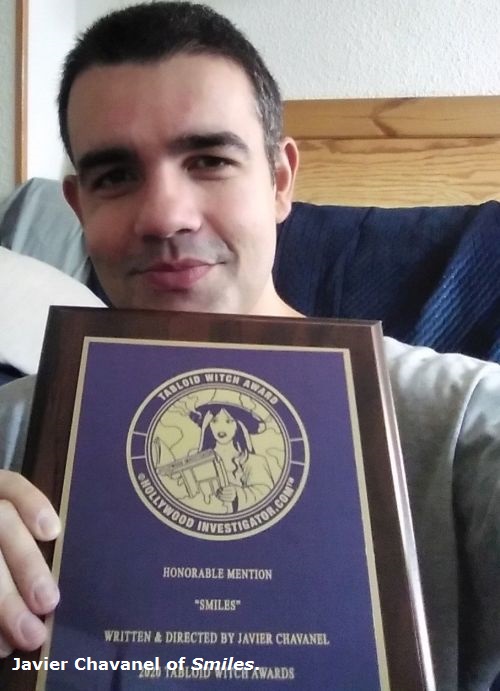 TABLOID WITCH AWARD
©HOLLYWOOD INVESTIGATOR.COM™
HONORABLE MENTION
"SMILES"
WRITTEN & DIRECTED BY JAVIER CHAVANEL
2020 TABLOID WITCH AWARDS
Javier Chavanel of Smiles.